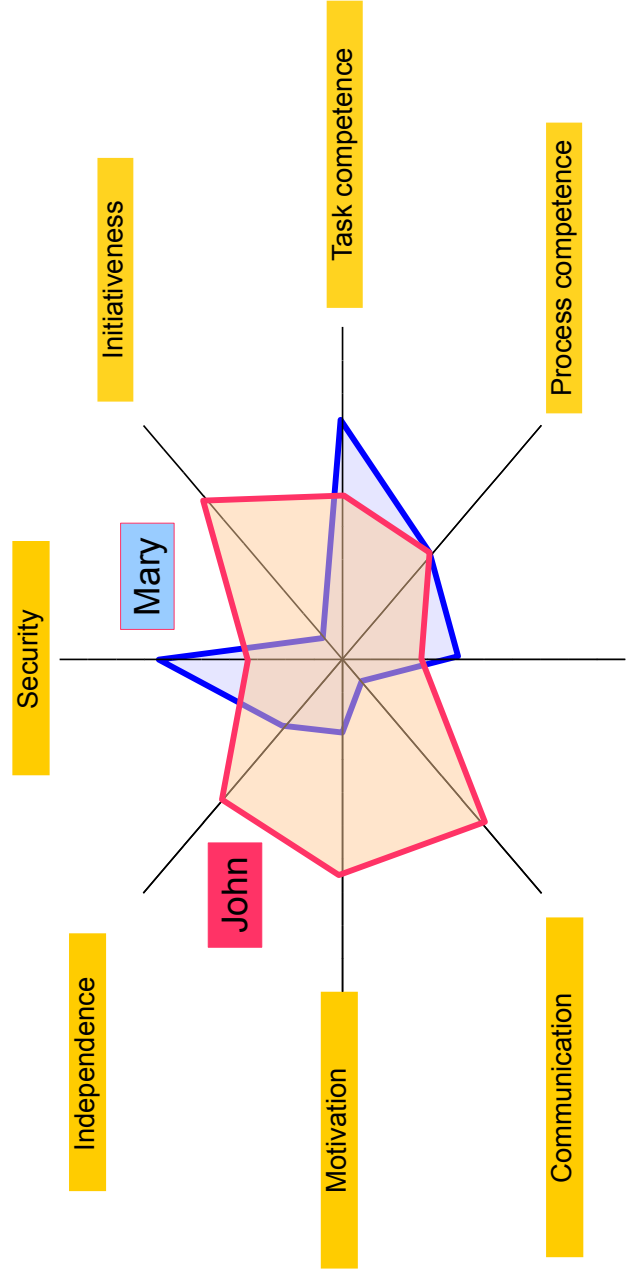 Security
Independence
Initiativeness
Mary
John
Motivation
Task competence
Communication
Process competence